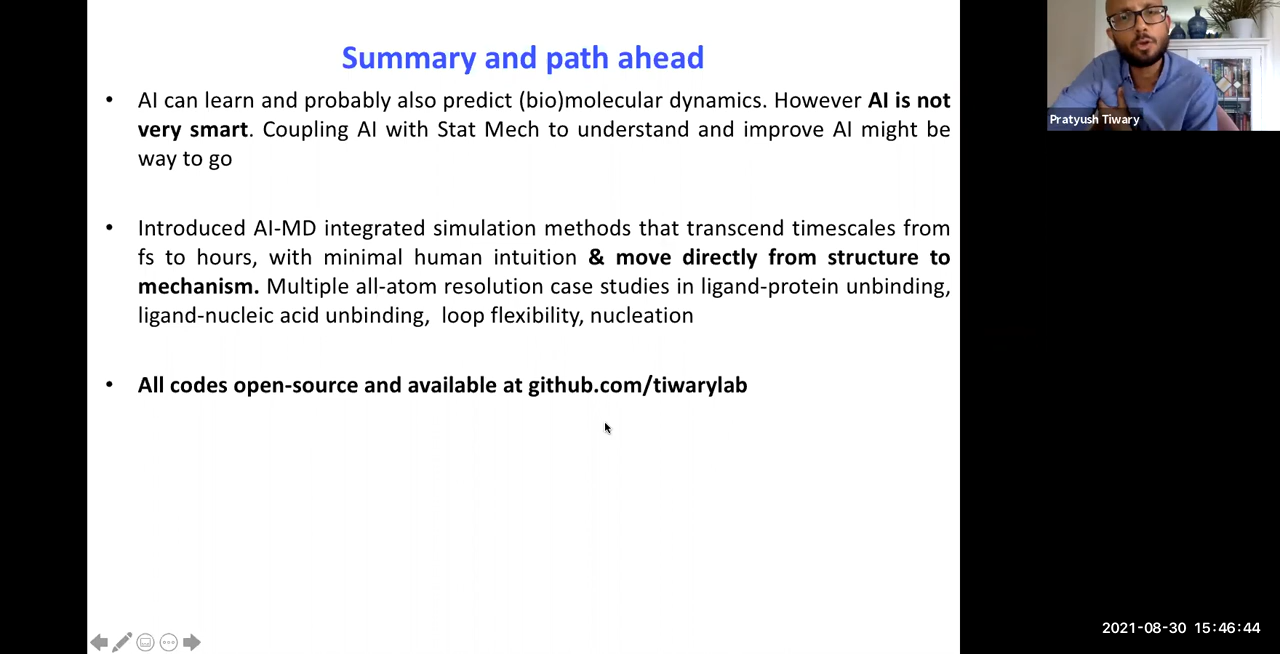 Summary and path ahead
• AI can learn and probably also predict (bio)molecular dynamics. However AI is not
very smart. Coupling AI with Stat Mech to understand and improve AI might be
way to go
• Introduced AI-MD integrated simulation methods that transcend timescales from
fs to hours, with minimal human intuition & move directly from structure to
mechanism. Multiple all-atom resolution case studies in ligand-protein unbinding,
ligand-nucleic acid unbinding, loop flexibility, nucleation
• All codes open-source and available at github.com/tiwarylab
Pratyush Tiwary
2021-08-30 15:46:44